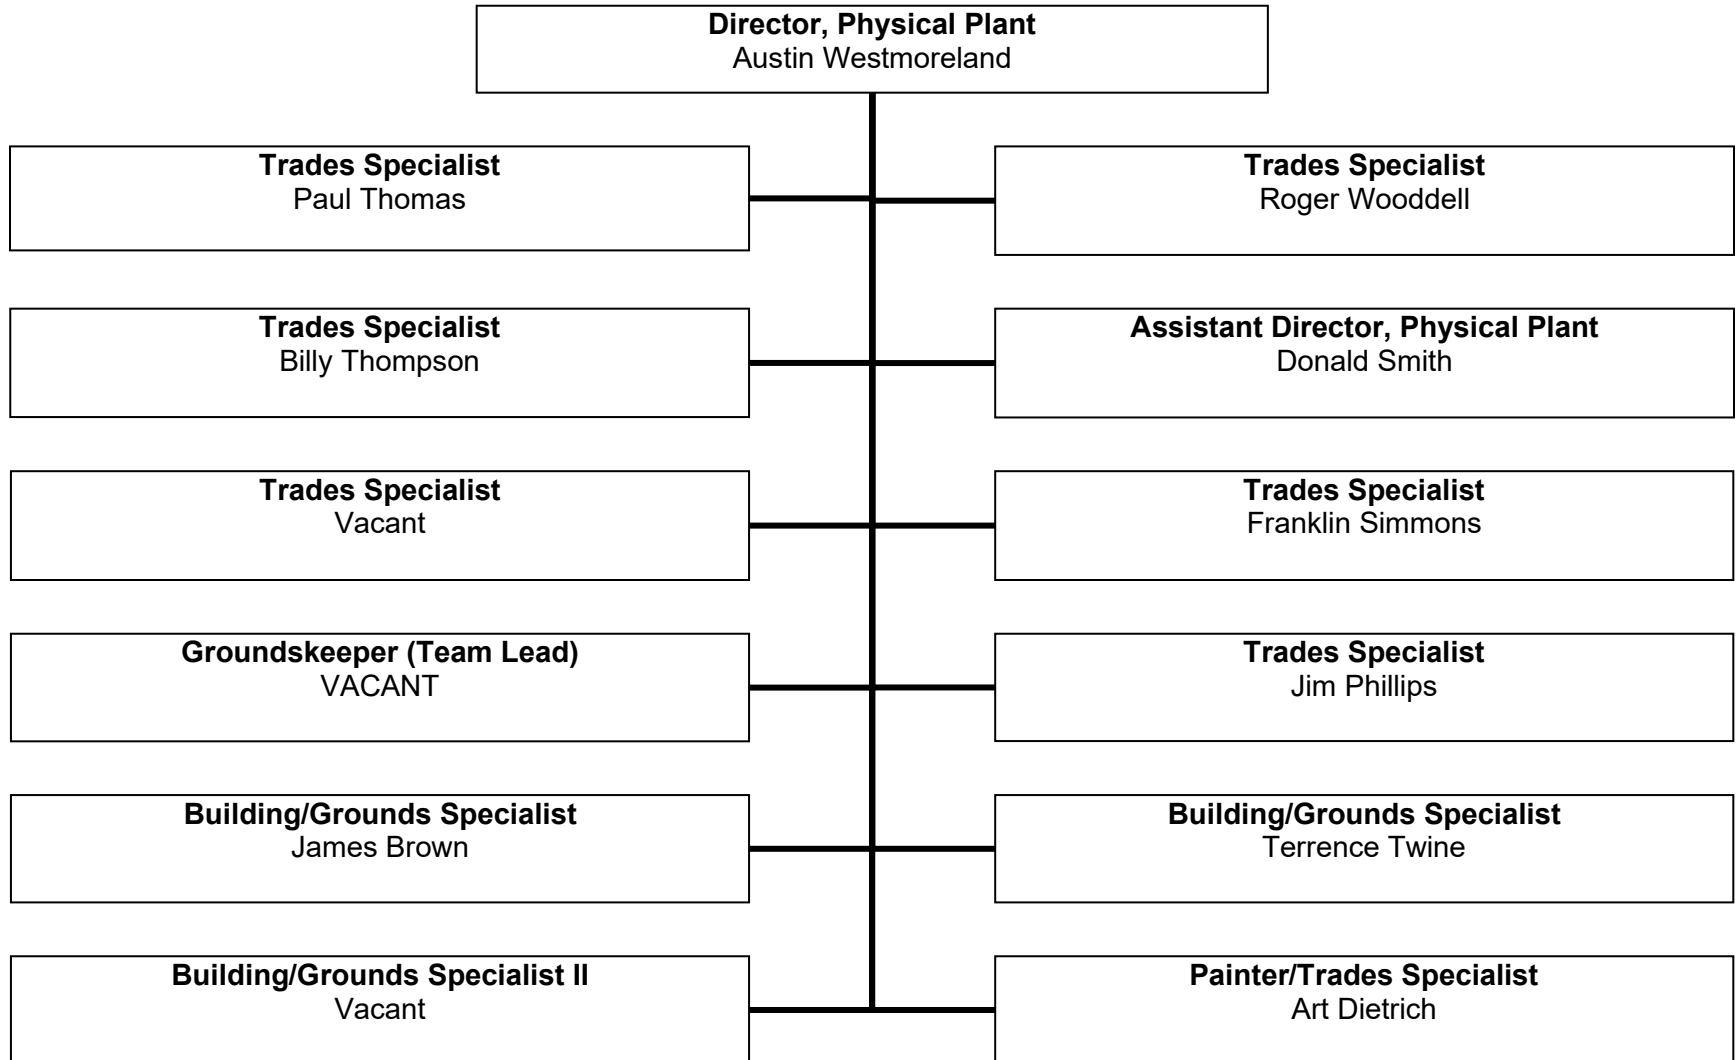 Director, Physical Plant
Austin Westmoreland
Trades Specialist
Paul Thomas
Trades Specialist
Roger Wooddell
Trades Specialist
Billy Thompson
Assistant Director, Physical Plant
Donald Smith
Trades Specialist
Vacant
Trades Specialist
Franklin Simmons
Groundskeeper (Team Lead)
VACANT
Trades Specialist
Jim Phillips
Building/Grounds Specialist
James Brown
Building/Grounds Specialist
Terrence Twine
Building/Grounds Specialist II
Vacant
Painter/Trades Specialist
Art Dietrich